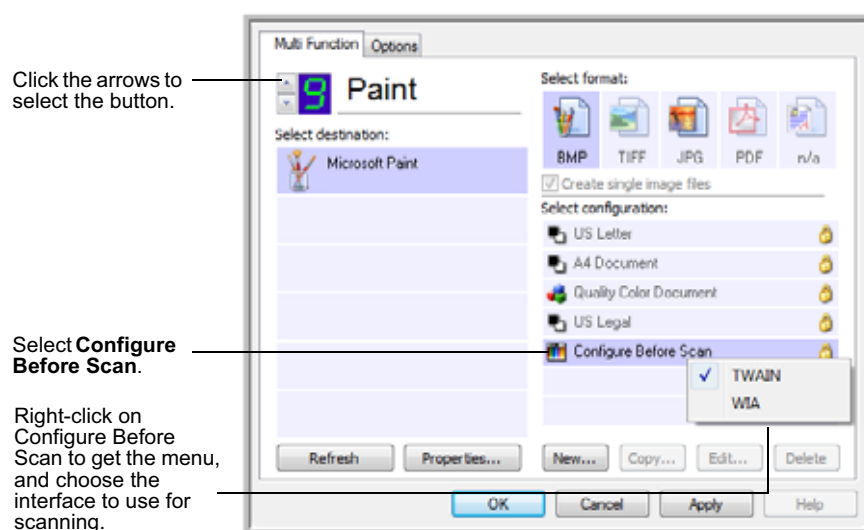 Multi Function
Options
Click the arrows to
select the button.
9
Paint
Select format:
BMP
TIFF
JPG
PDF
n/a
Select destination:
Microsoft Paint
Create single image files
Select configuration:
US Letter
A4 Document
Quality Color Document
US Legal
Configure Before Scan
Select Configure
Before Scan.
TWAIN
WIA
Right-click on
Configure Before
Scan to get the menu,
and choose the
interface to use for
scanning.
Refresh
Properties...
New...
Copy...
Edit...
Delete
OK
Cancel
Apply
Help